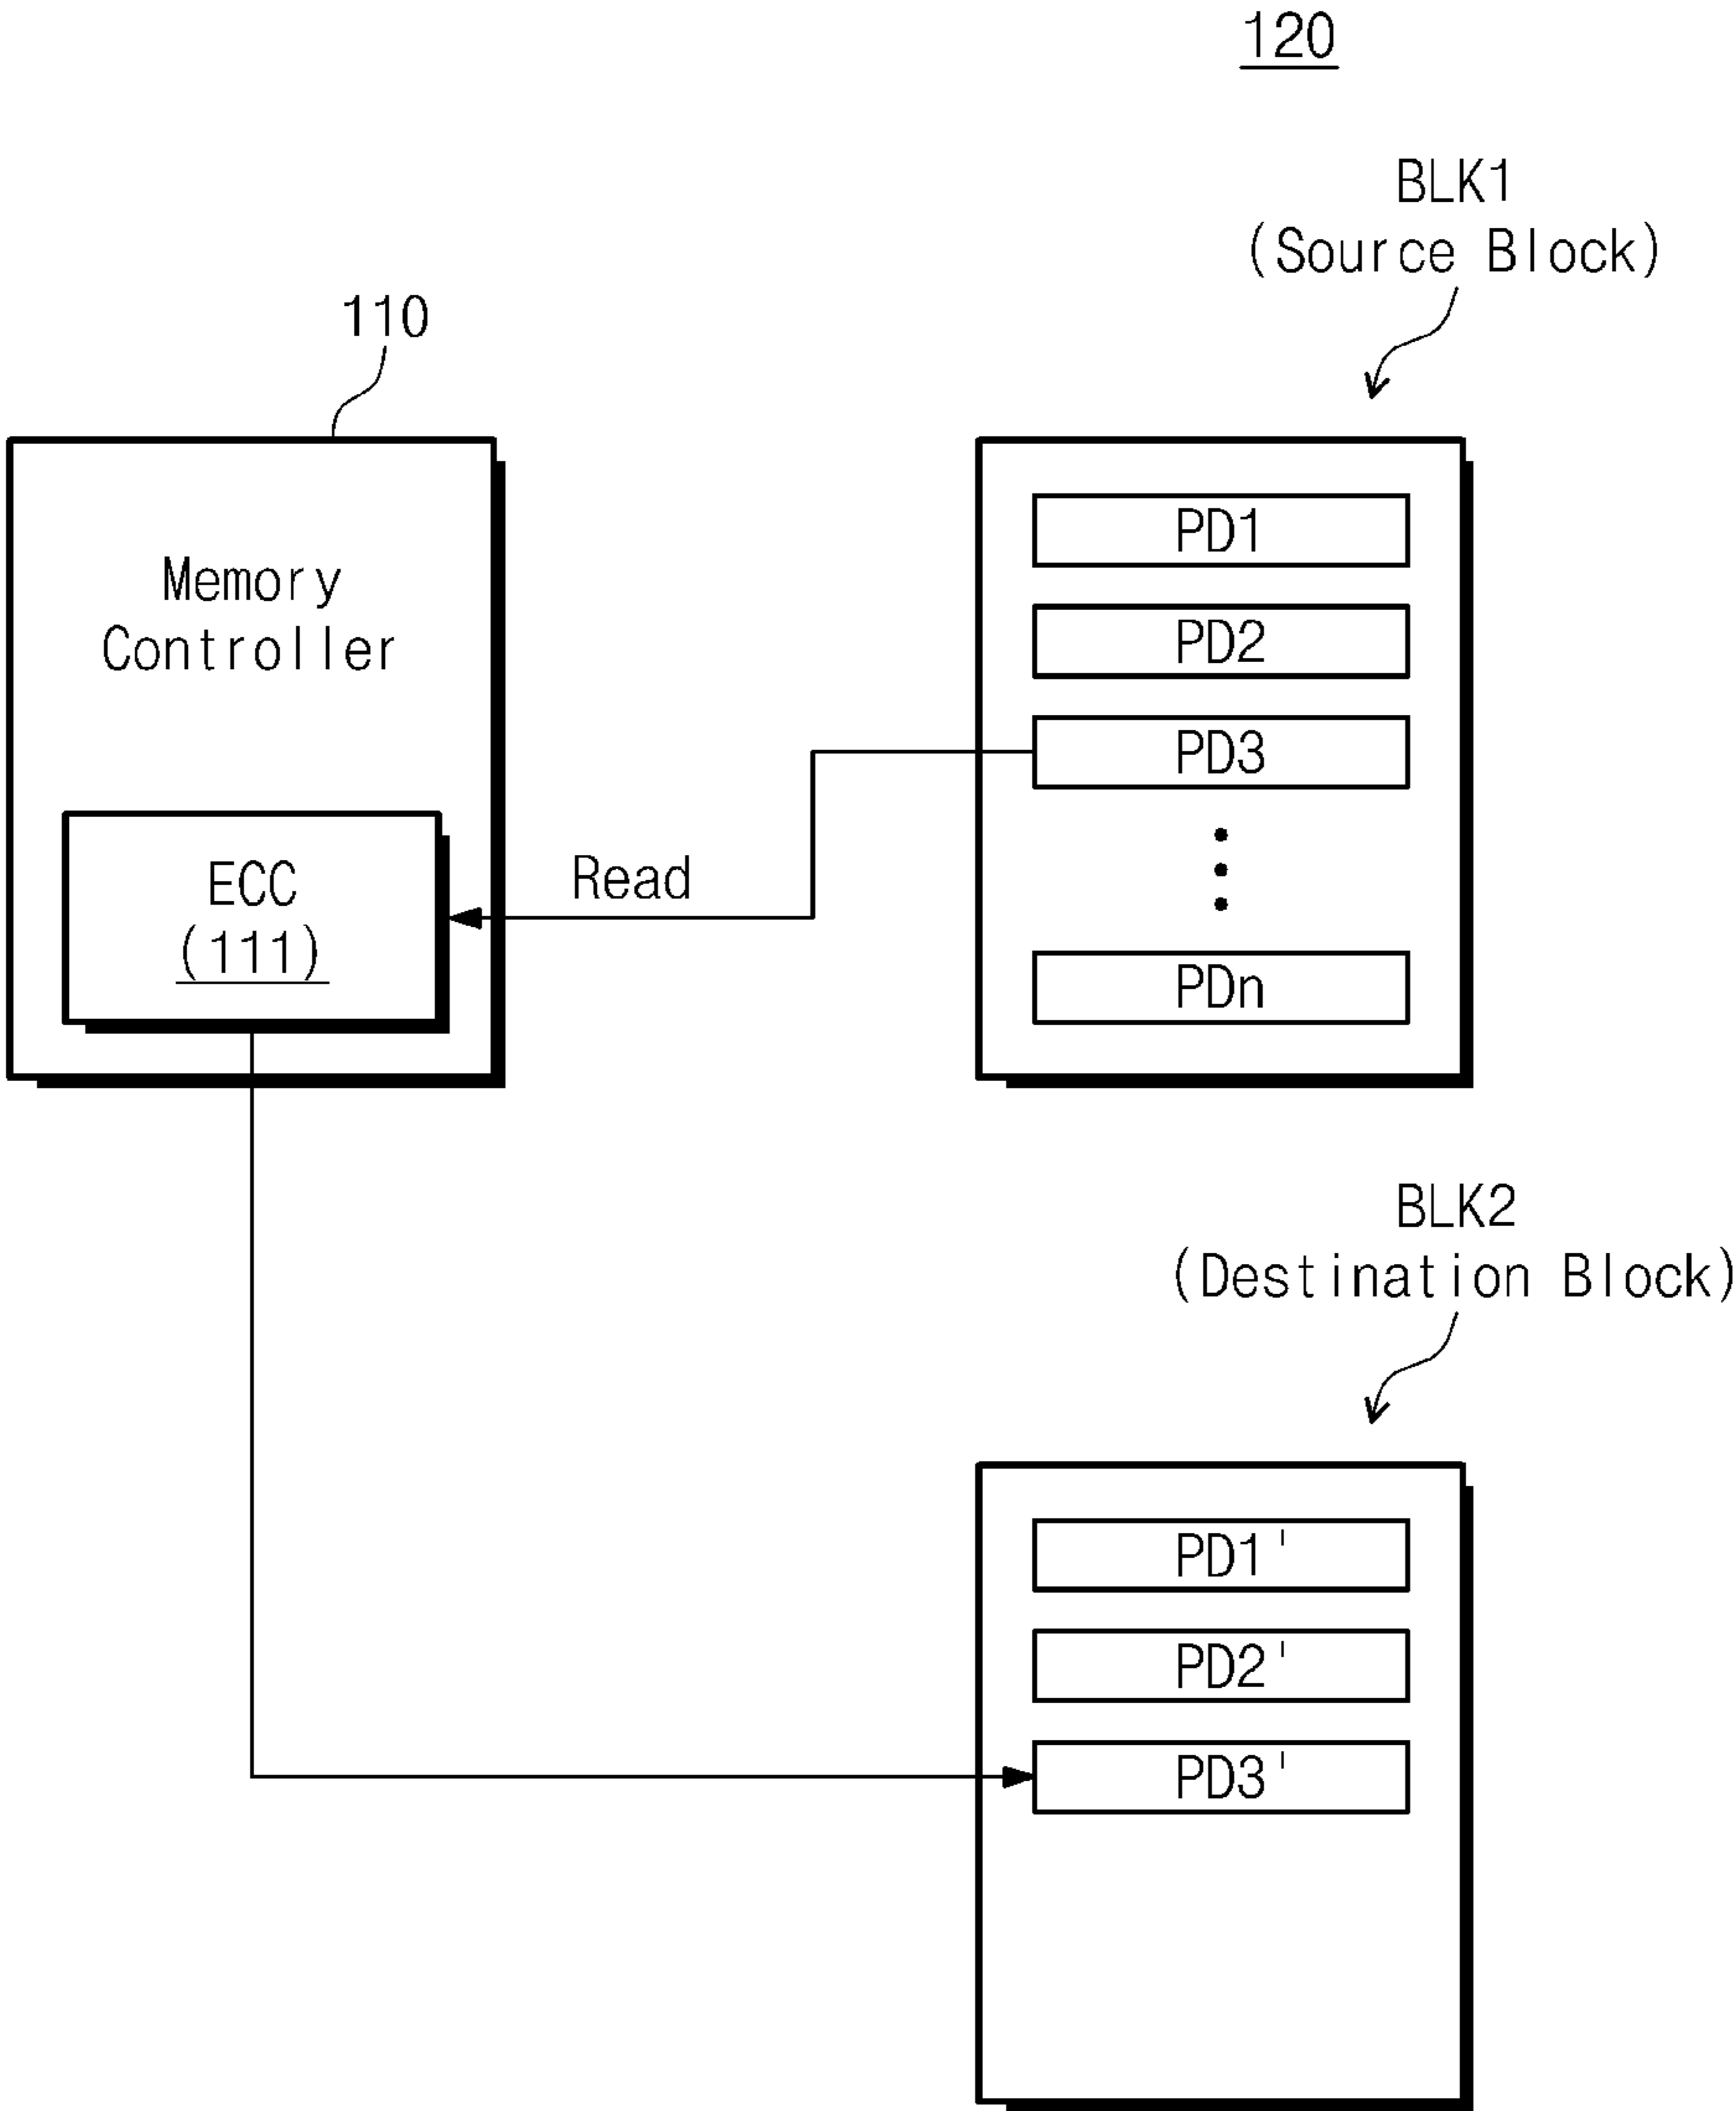 120
BLK1
(Source Block)
110
Memory
Controller
PD1
PD2
PD3
Read
ECC
(111)
PDn
BLK2
(Destination Block)
PD1'
PD2'
PD3'